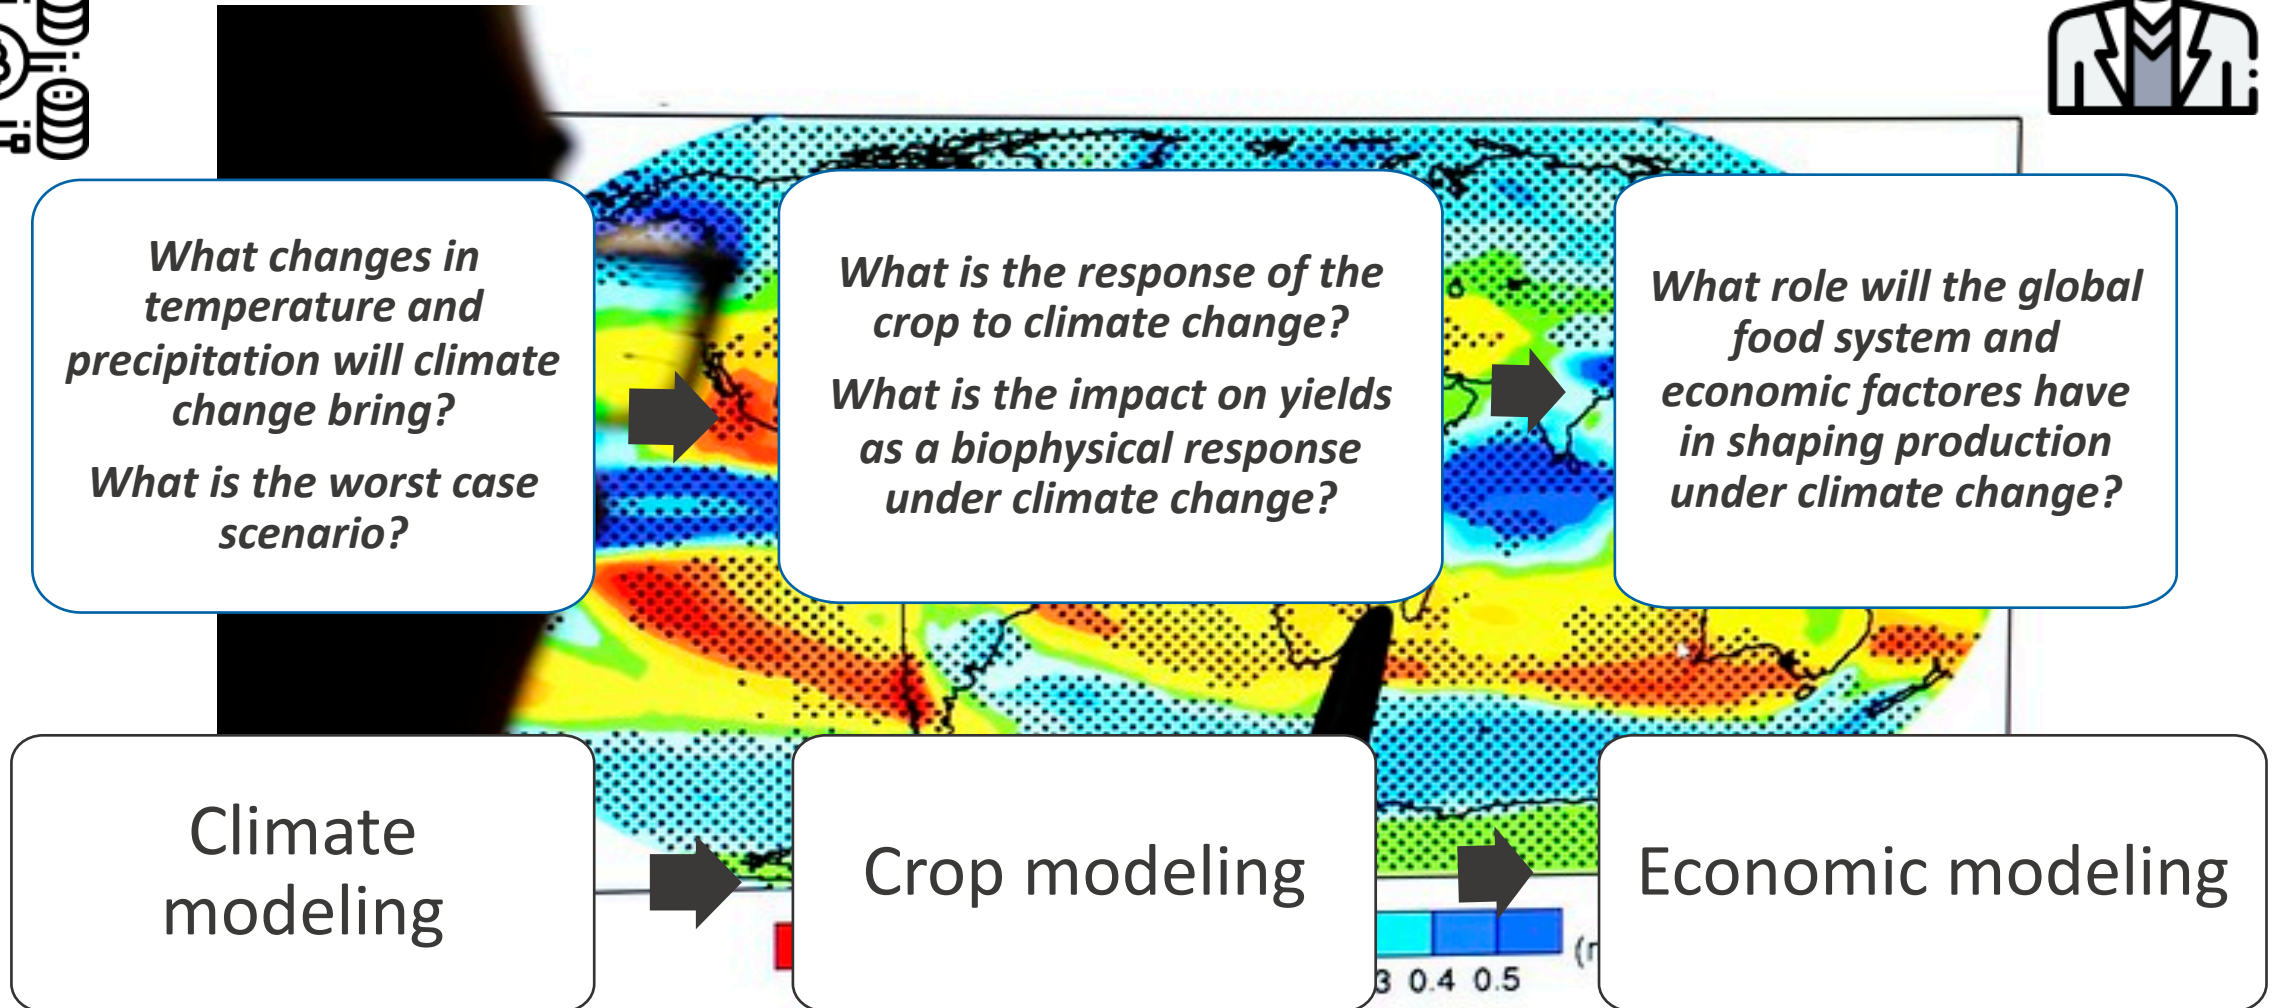 What changes in
temperature and
precipitation will climate
change bring?
What is the worst case
scenario?
What is the response of the
crop to climate change?
What is the impact on yields
as a biophysical response
under climate change?
What role will the global
food system and
economic factores have
in shaping production
under climate change?
Climate
modeling
Crop modeling
Economic modeling
3 0.4 0.5